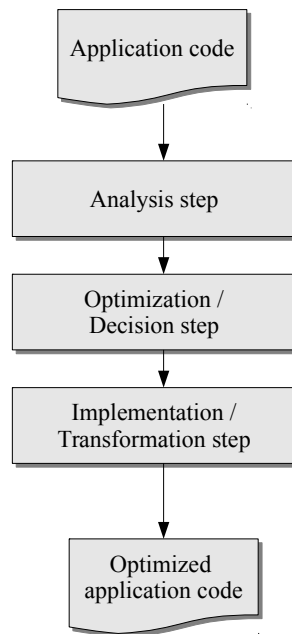 Application code
Analysis step
Optimization /
Decision step
Implementation /
Transformation step
Optimized
application code